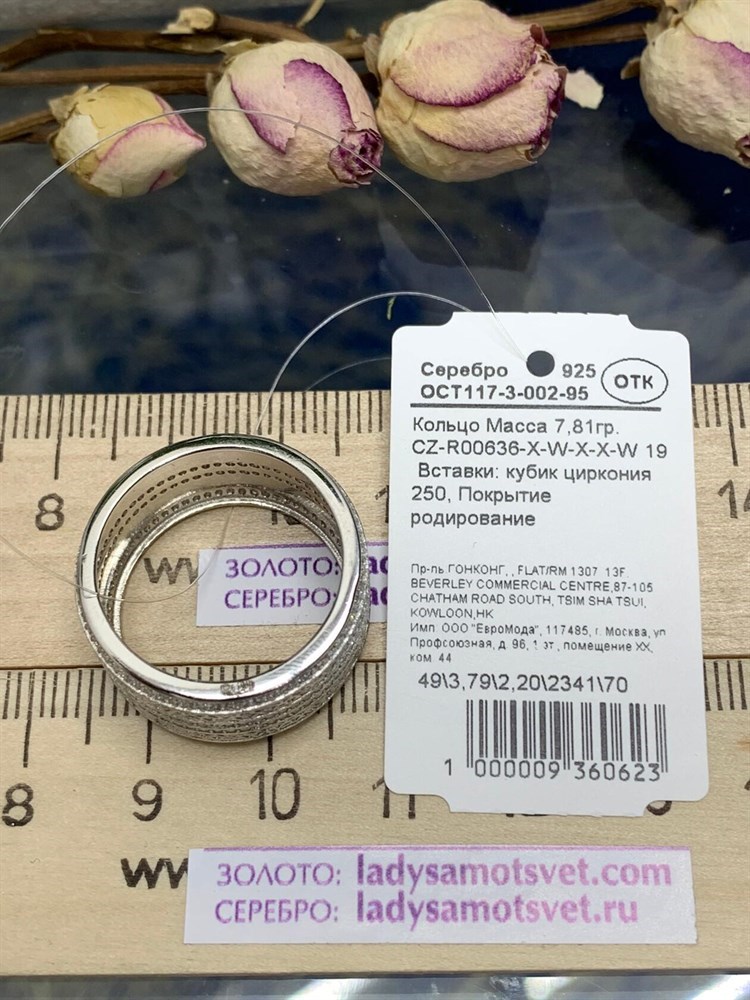 Серебро 925 ОТК
ОСТ117-3-002-95
Кольцо Масса 7,81гр.
CZ-R00636-X-W-X-X-W 19
Вставки: кубик циркония
250, Покрытие
родирование
Пр-ль ГОНКОНГ, , FLAT/RM 1307 13F.
BEVERLEY COMMERCIAL CENTRE,87-105
CHATHAM ROAD SOUTH, TSIM SHA TSUI,
KOWLOON,HK
Имп. ООО "ЕвроМода", 117485, г. Москва, ул
Профсоюзная, д. 96, 1 эт., помещение XX,
ком. 44
49\3,79\2,20\2341\70
1 000009 360623
8
ЗОЛОТО:
СЕРЕБРО:
8 9 10 11
ЗОЛОТО: ladysamotsvet.com
СЕРЕБРО: ladysamotsvet.ru